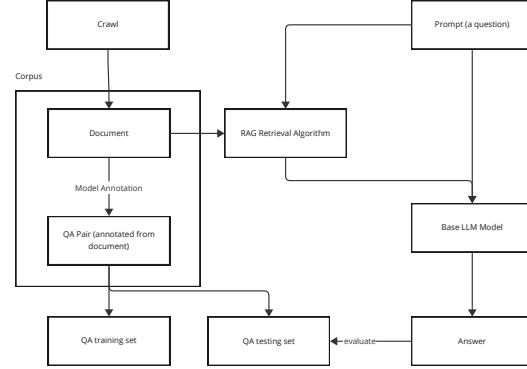 Crawl
Prompt (a question)
Corpus
Document
RAG Retrieval Algorithm
Model Annotation
QA Pair (annotated from
document)
Base LLM Model
QA training set
QA testing set
evaluate
Answer